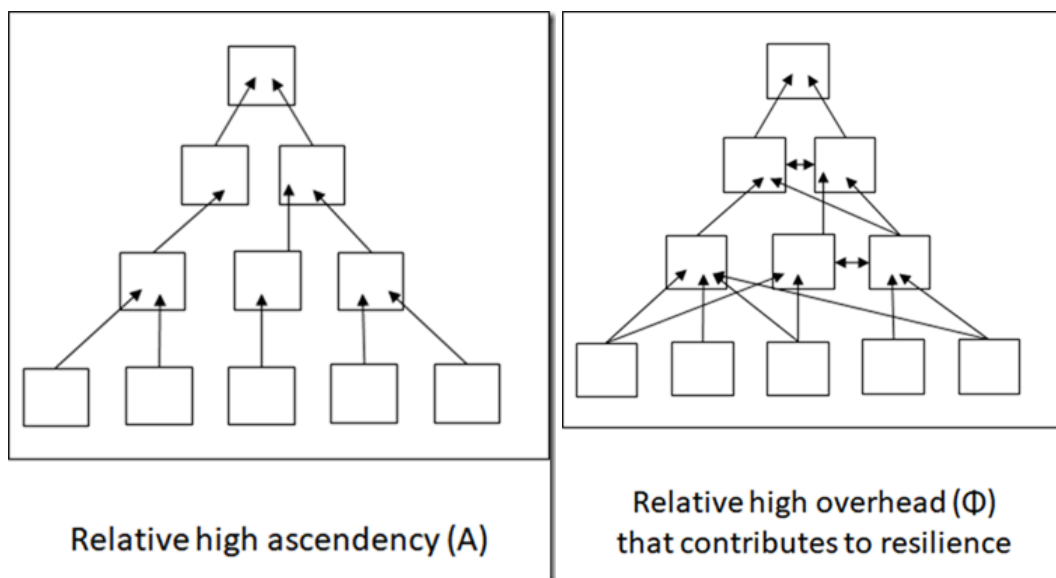 Relative high ascendency (A)
Relative high overhead (Φ)
that contributes to resilience